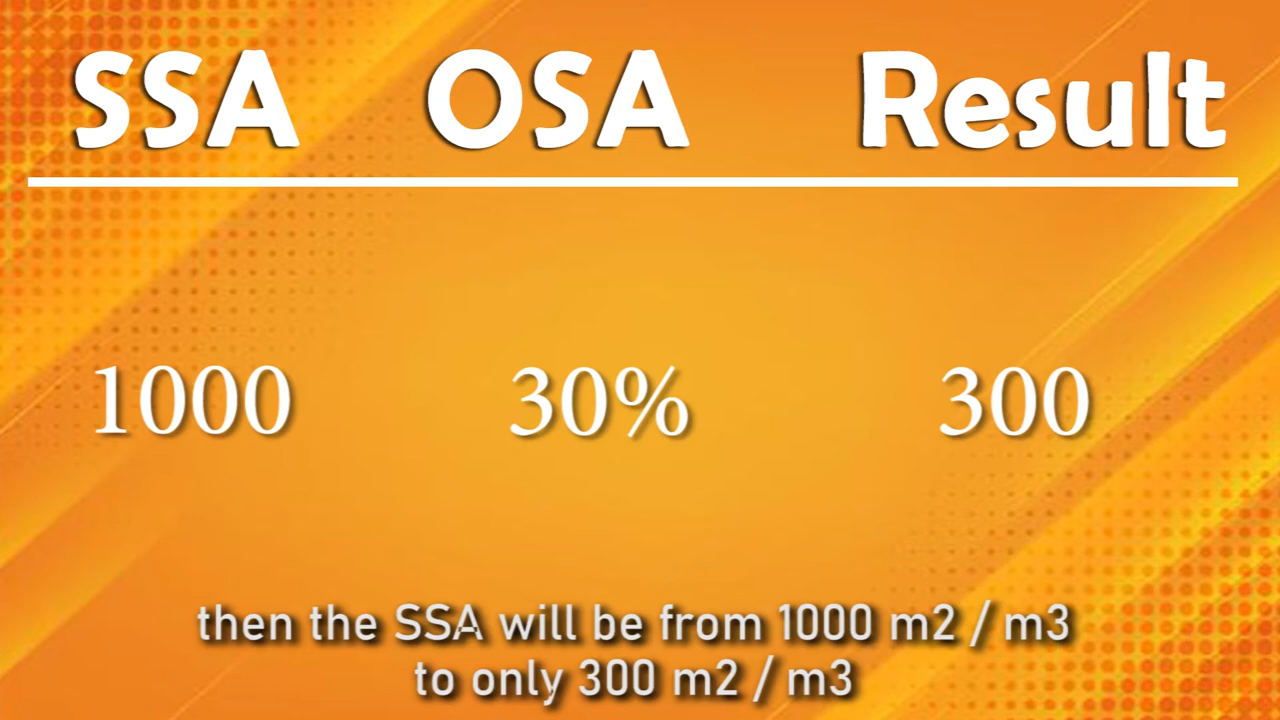 SSA OSA Result
1000 30% 300
then the SSA will be from 1000 m2 / m3
to only 300 m2 / m3